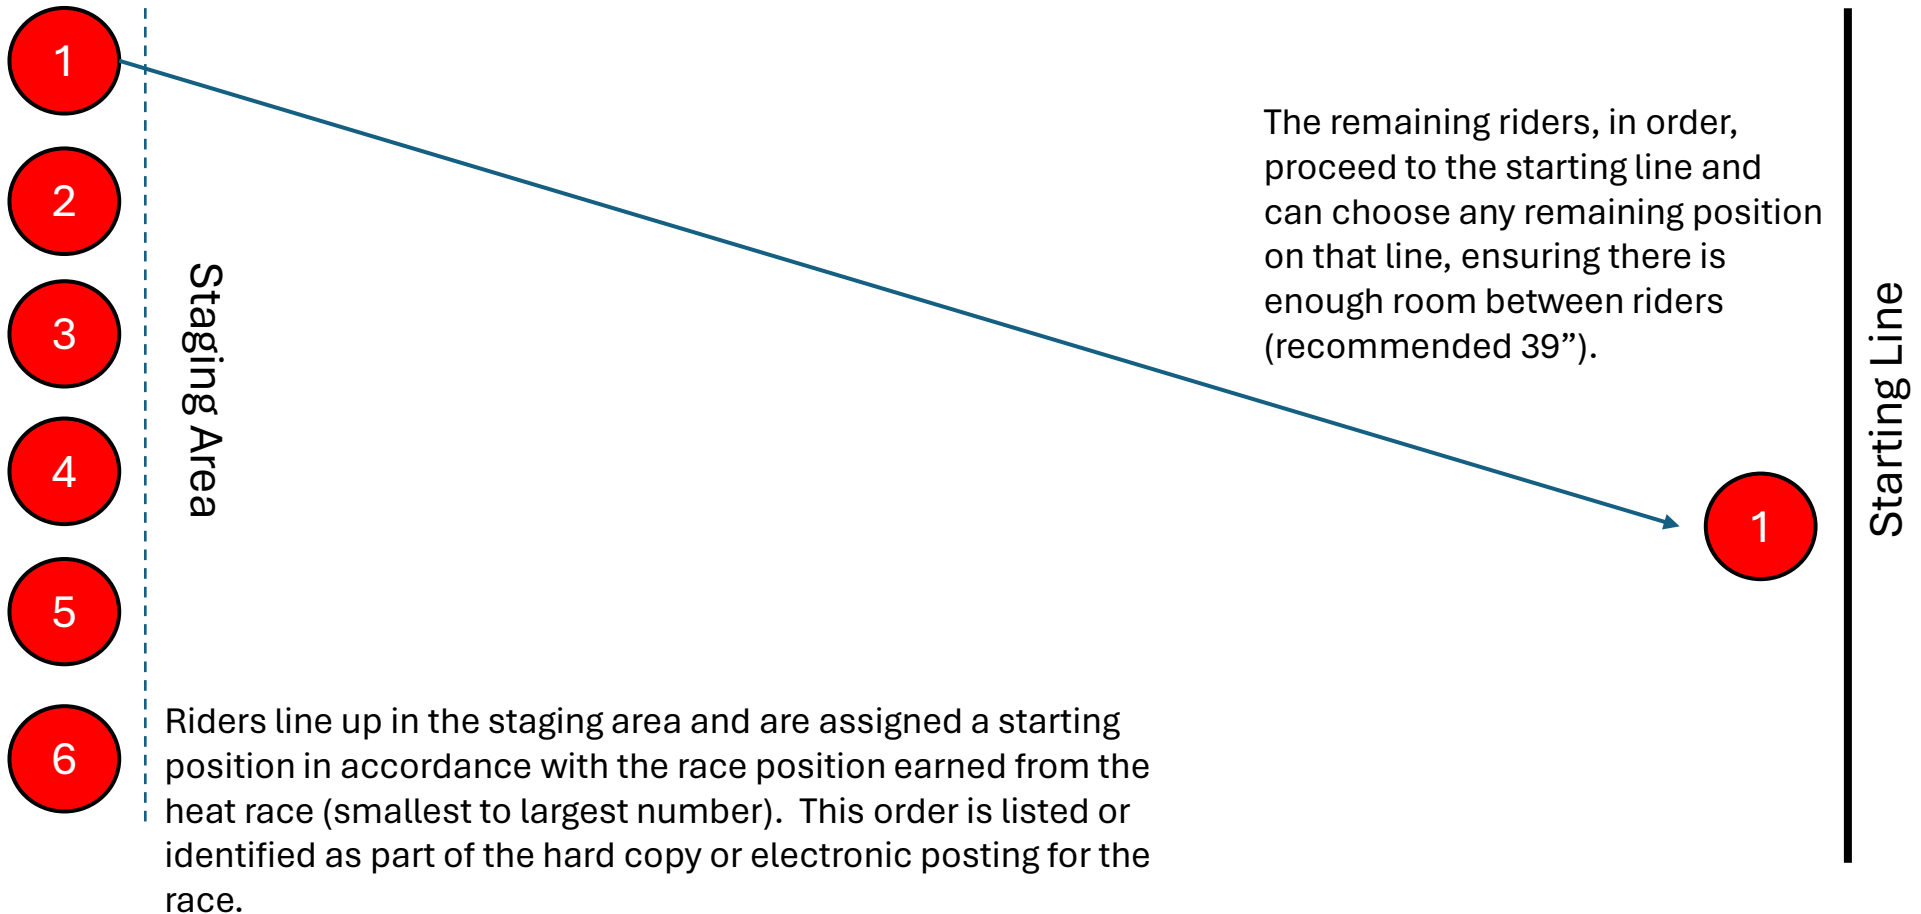 1
2
3
4
5
6
Staging Area
Riders line up in the staging area and are assigned a starting
position in accordance with the race position earned from the
heat race (smallest to largest number).  This order is listed or
identified as part of the hard copy or electronic posting for the
race.
The remaining riders, in order,
proceed to the starting line and
can choose any remaining position
on that line, ensuring there is
enough room between riders
(recommended 39”).
1
Starting Line